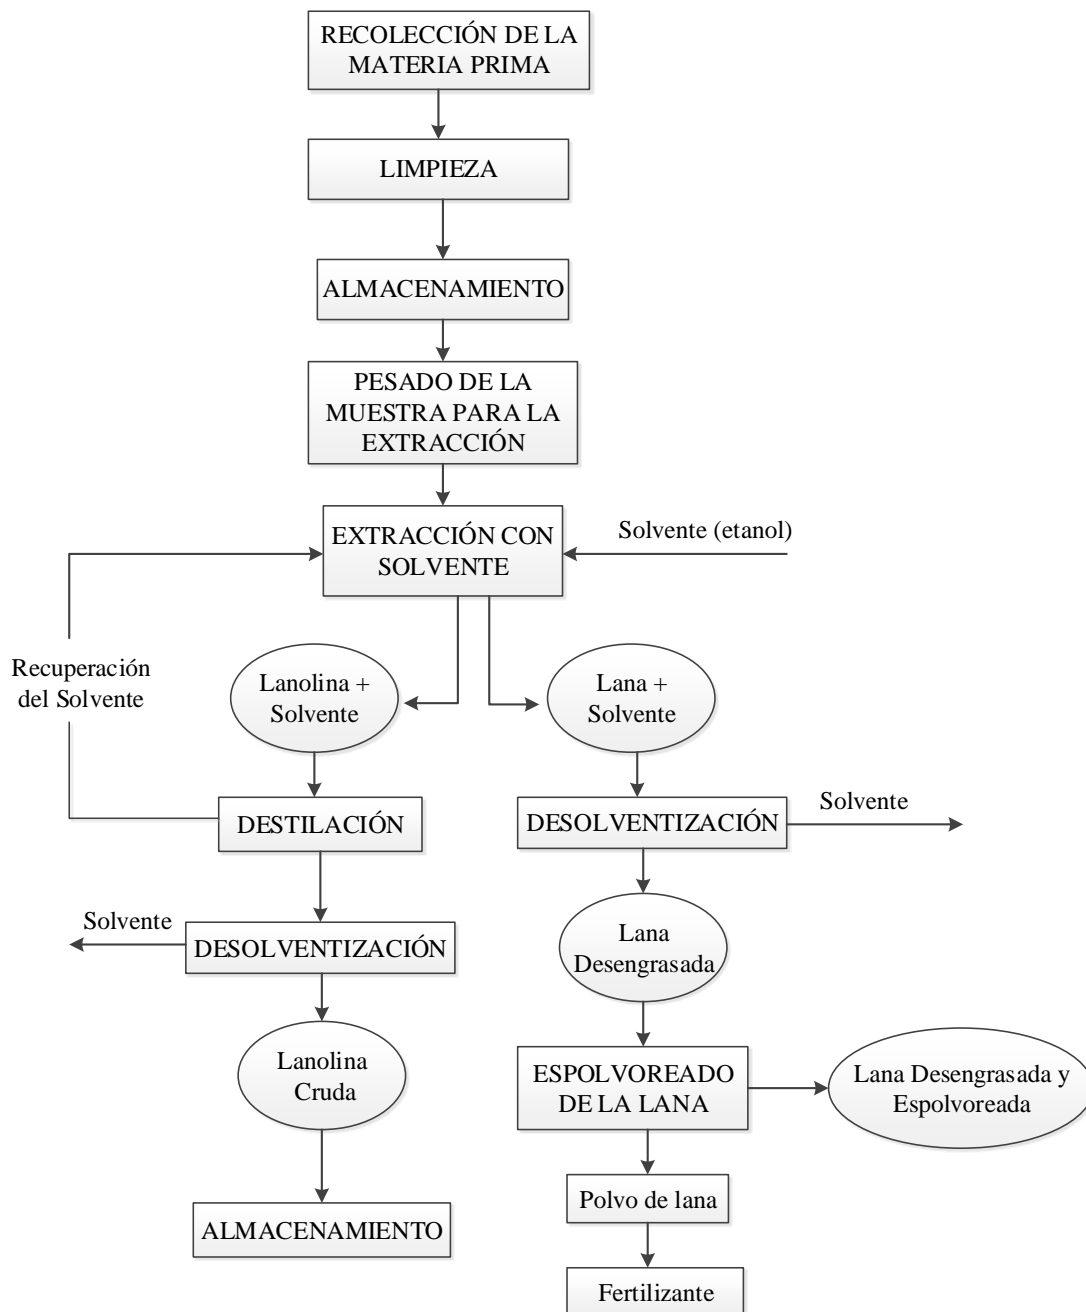 RECOLECCIÓN DE LA
MATERIA PRIMA
LIMPIEZA
ALMACENAMIENTO
PESADO DE LA
MUESTRA PARA LA
EXTRACCIÓN
EXTRACCIÓN CON
SOLVENTE
Solvente (etanol)
Recuperación
del Solvente
Lanolina +
Solvente
Lana +
Solvente
DESTILACIÓN
DESOLVENTIZACIÓN
Solvente
Solvente
DESOLVENTIZACIÓN
Lana
Desengrasada
Lanolina
Cruda
ESPOLVOREADO
DE LA LANA
Lana Desengrasada y
Espolvoreada
Polvo de lana
ALMACENAMIENTO
Fertilizante